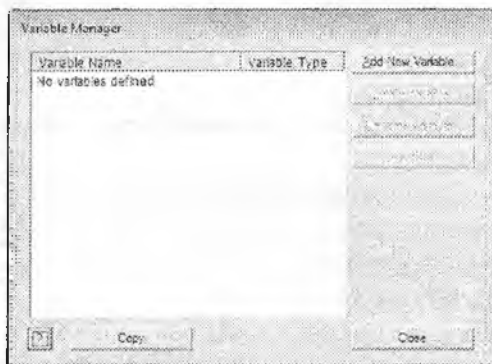 Variable Manager
Variable Name Variable Type Add New Variable
No variables defined
? Copy Close